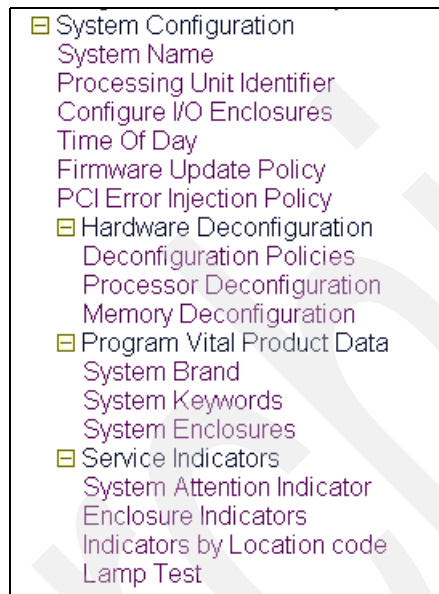 System Configuration
System Name
Processing Unit Identifier
Configure I/O Enclosures
Time Of Day
Firmware Update Policy
PCI Error Injection Policy
Hardware Deconfiguration
Deconfiguration Policies
Processor Deconfiguration
Memory Deconfiguration
Program Vital Product Data
System Brand
System Keywords
System Enclosures
Service Indicators
System Attention Indicator
Enclosure Indicators
Indicators by Location code
Lamp Test